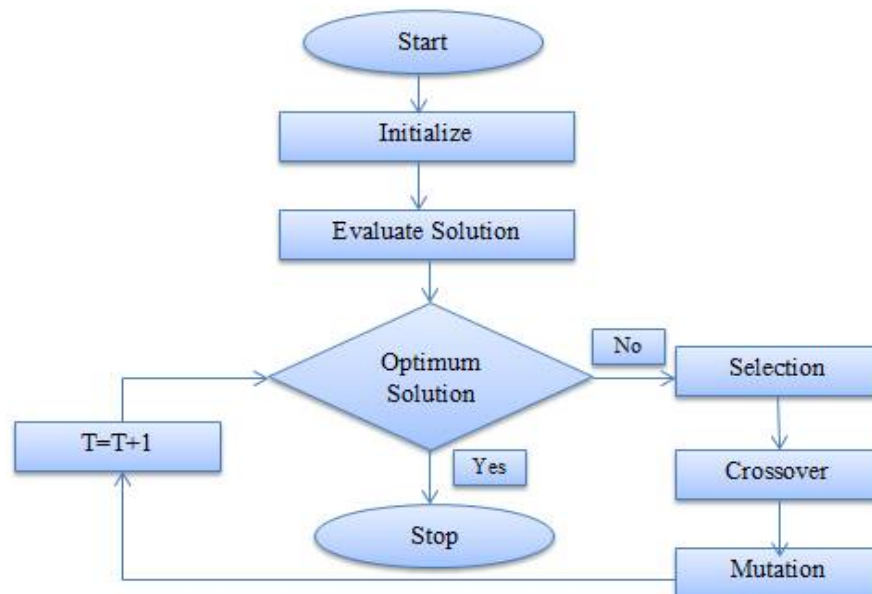 Start
Initialize
Evaluate Solution
Optimum
Solution
No
Selection
T=T+1
Yes
Crossover
Stop
Mutation